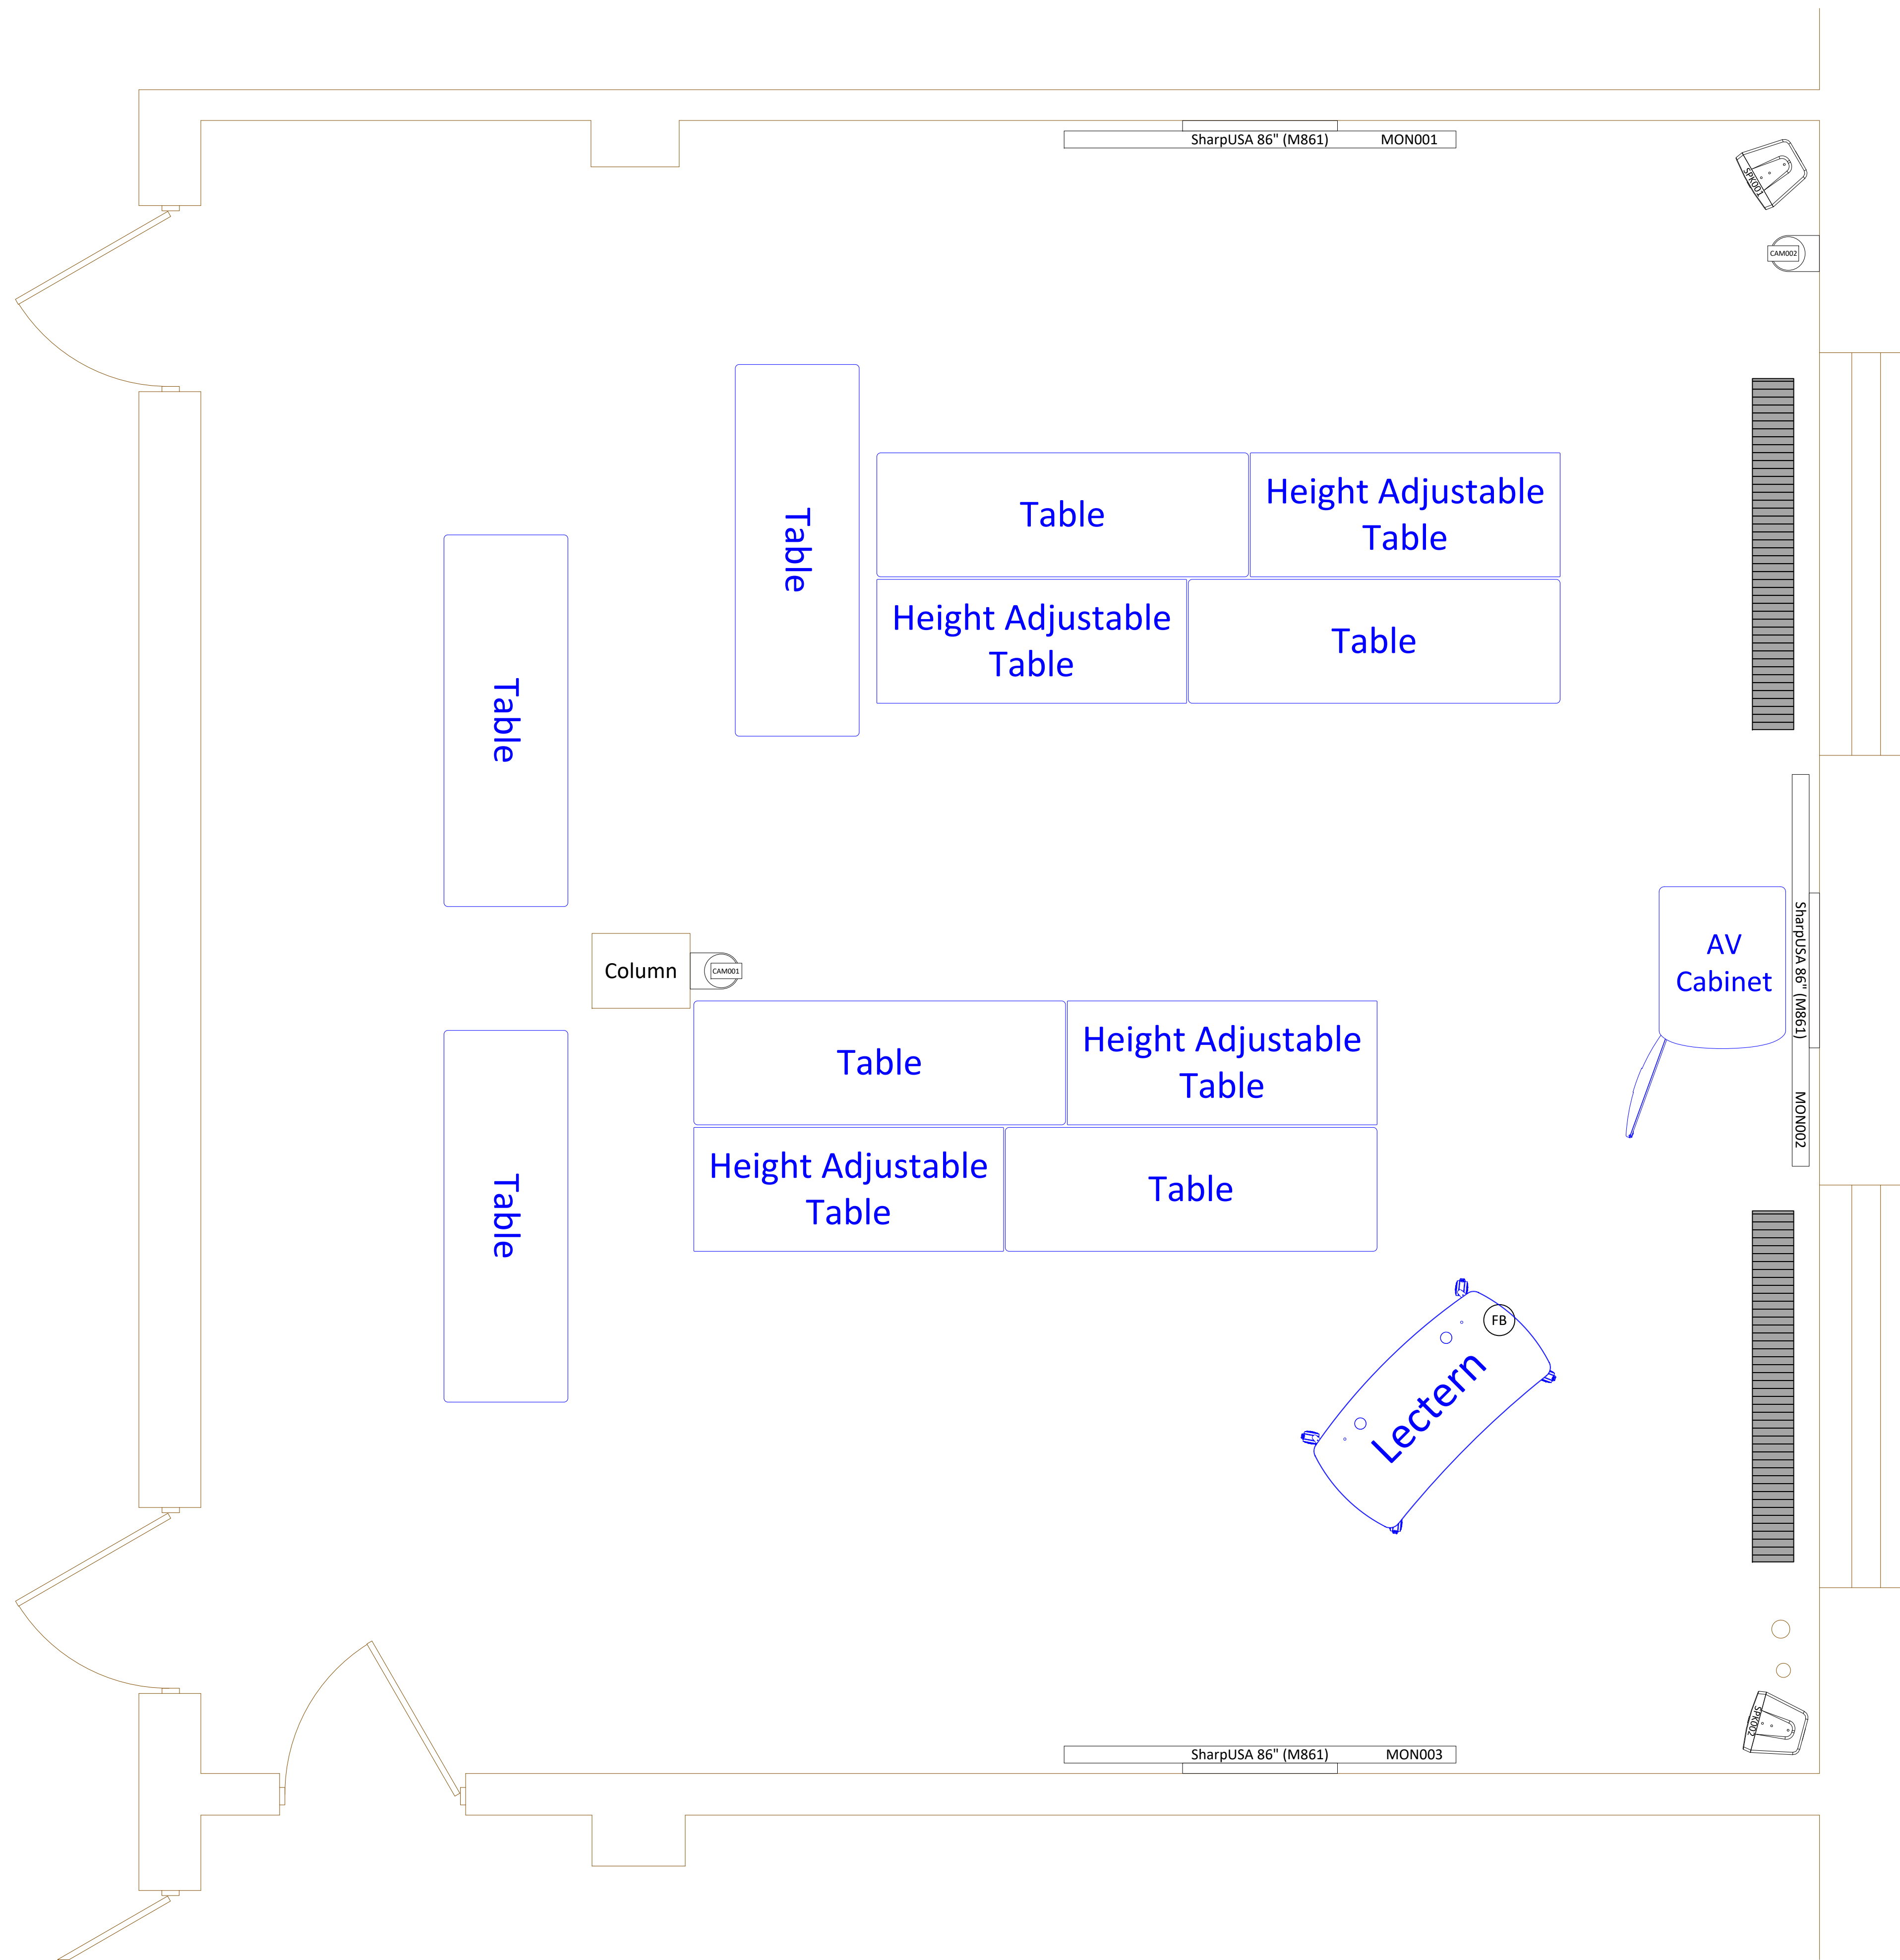 SharpUSA 86" (M861) MON001
SPK001
CAM002
Table
Table
Height Adjustable
Table
Height Adjustable
Table
Table
Table
AV
Cabinet
SharpUSA 86" (M861) MON002
Column
CAM001
Table
Height Adjustable
Table
Height Adjustable
Table
Table
Table
FB
Lectern
SPK002
SharpUSA 86" (M861) MON003